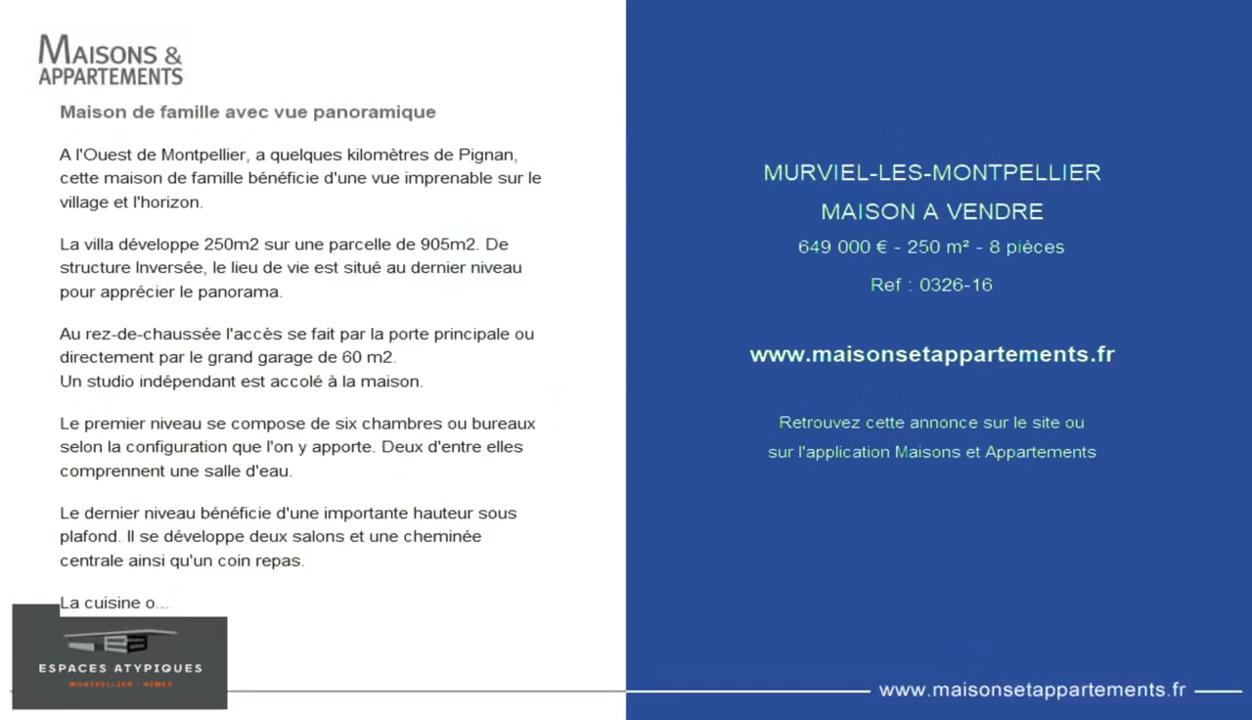 MAISONS &
APPARTEMENTS
Maison de famille avec vue panoramique
A l'Ouest de Montpellier, a quelques kilomètres de Pignan,
cette maison de famille bénéficie d'une vue imprenable sur le
village et l'horizon.
La villa développe 250m2 sur une parcelle de 905m2. De
structure Inversée, le lieu de vie est situé au dernier niveau
pour apprécier le panorama.
Au rez-de-chaussée l'accès se fait par la porte principale ou
directement par le grand garage de 60 m2.
Un studio indépendant est accolé à la maison.
Le premier niveau se compose de six chambres ou bureaux
selon la configuration que l'on y apporte. Deux d'entre elles
comprennent une salle d'eau.
Le dernier niveau bénéficie d'une importante hauteur sous
plafond. Il se développe deux salons et une cheminée
centrale ainsi qu'un coin repas.
La cuisine o...
ESPACES ATYPIQUES
MONTPELLIER - NÎMES
MURVIEL-LES-MONTPELLIER
MAISON A VENDRE
649 000 € - 250 m² - 8 pièces
Ref : 0326-16
www.maisonsetappartements.fr
Retrouvez cette annonce sur le site ou
sur l'application Maisons et Appartements
www.maisonsetappartements.fr